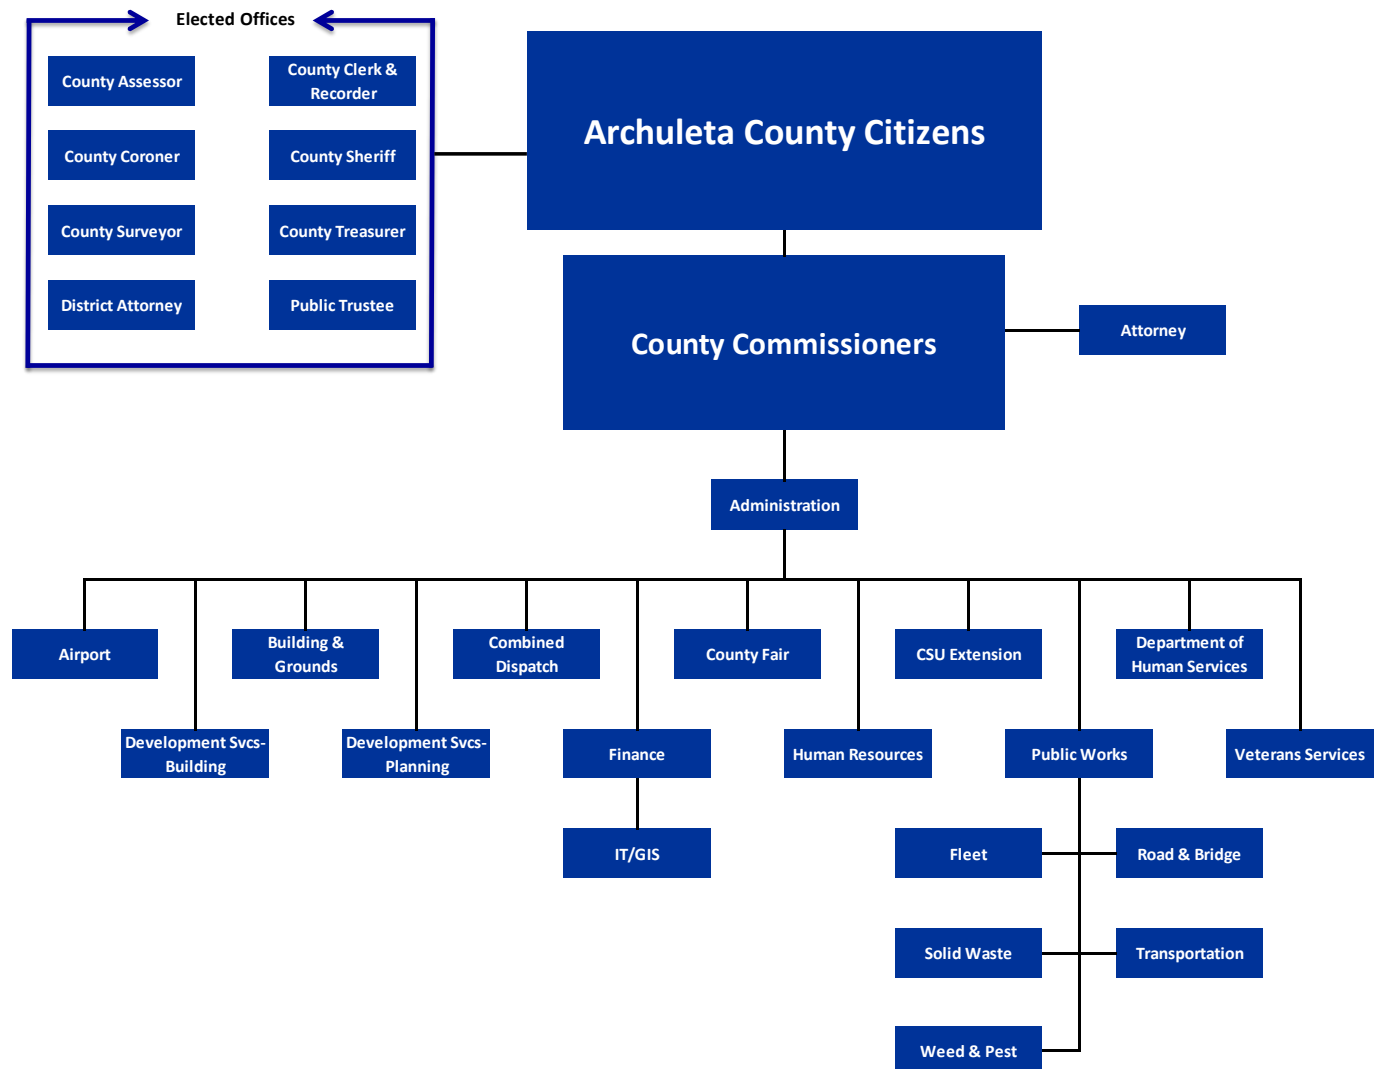 Elected Offices
County Assessor
County Clerk &
Recorder
County Coroner
County Sheriff
County Surveyor
County Treasurer
District Attorney
Public Trustee
Archuleta County Citizens
County Commissioners
Attorney
Administration
Airport
Building &
Grounds
Combined
Dispatch
County Fair
CSU Extension
Department of
Human Services
Development Svcs-
Building
Development Svcs-
Planning
Finance
Human Resources
Public Works
Veterans Services
IT/GIS
Fleet
Road & Bridge
Solid Waste
Transportation
Weed & Pest